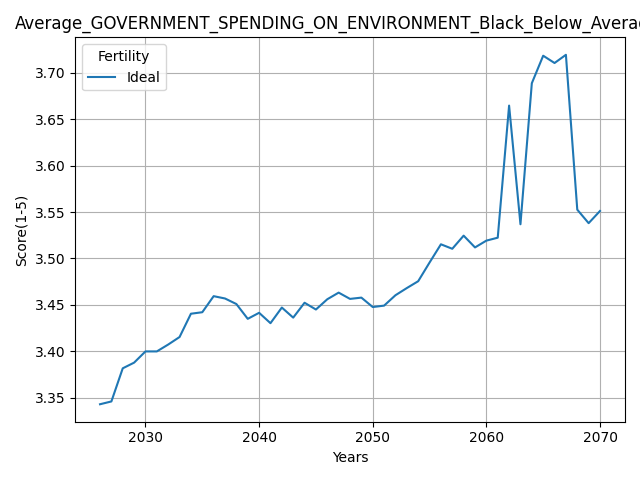 Average_GOVERNMENT_SPENDING_ON_ENVIRONMENT_Black_Below_Averag
Fertility
Ideal
Score(1-5)
3.70
3.65
3.60
3.55
3.50
3.45
3.40
3.35
2030 2040 2050 2060 2070
Years